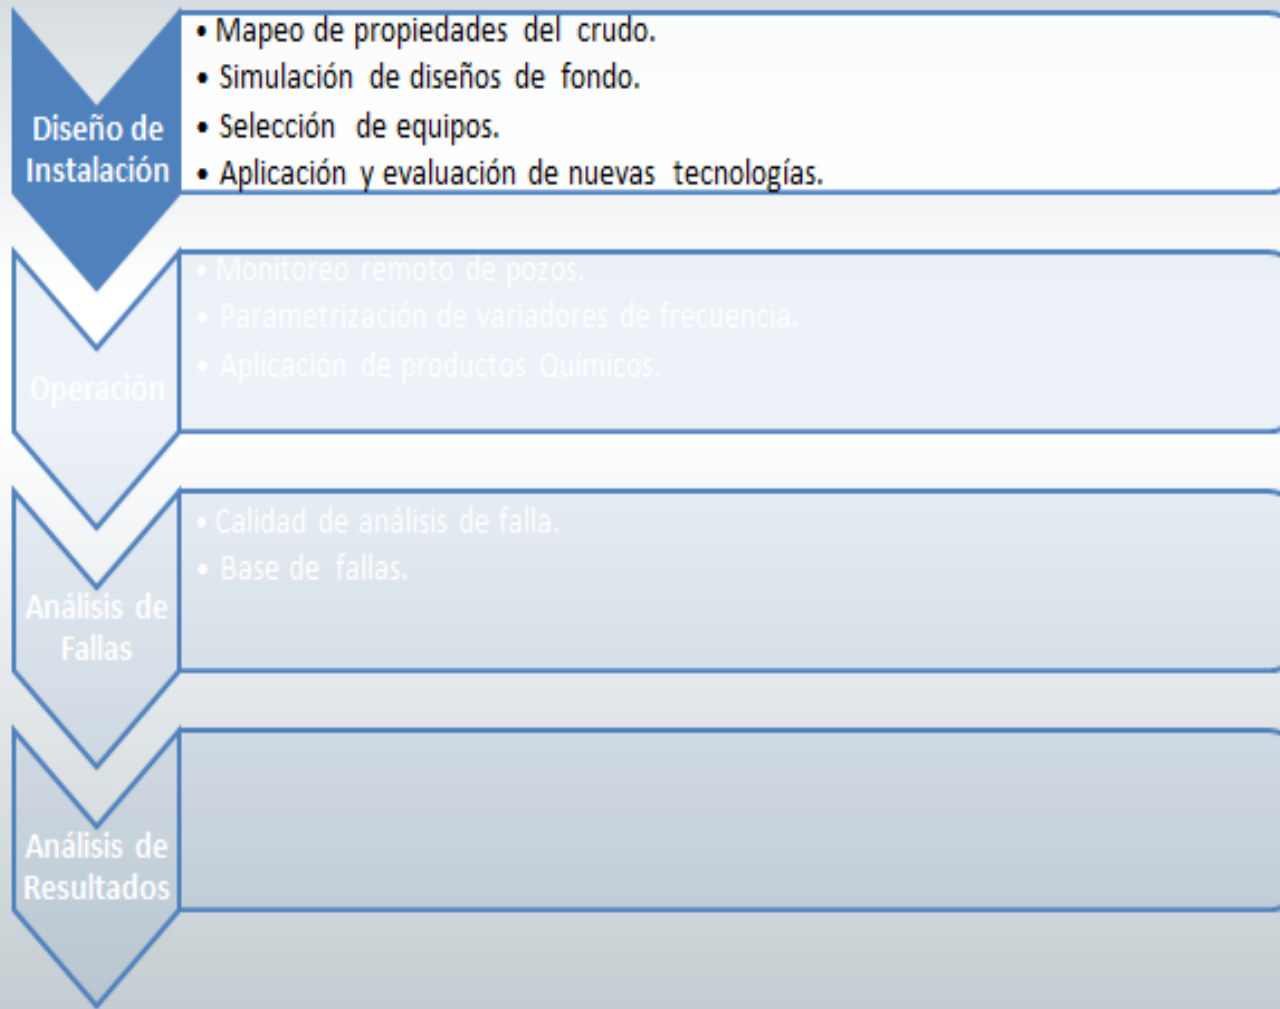 Diseño de
Instalación
• Mapeo de propiedades del crudo.
• Simulación de diseños de fondo.
• Selección de equipos.
• Aplicación y evaluación de nuevas tecnologías.
Operación
• Monitoreo remoto de pozos.
• Parametrización de variadores de frecuencia.
• Aplicación de productos Químicos.
Análisis de
Fallas
• Calidad de análisis de falla.
• Base de fallas.
Análisis de
Resultados